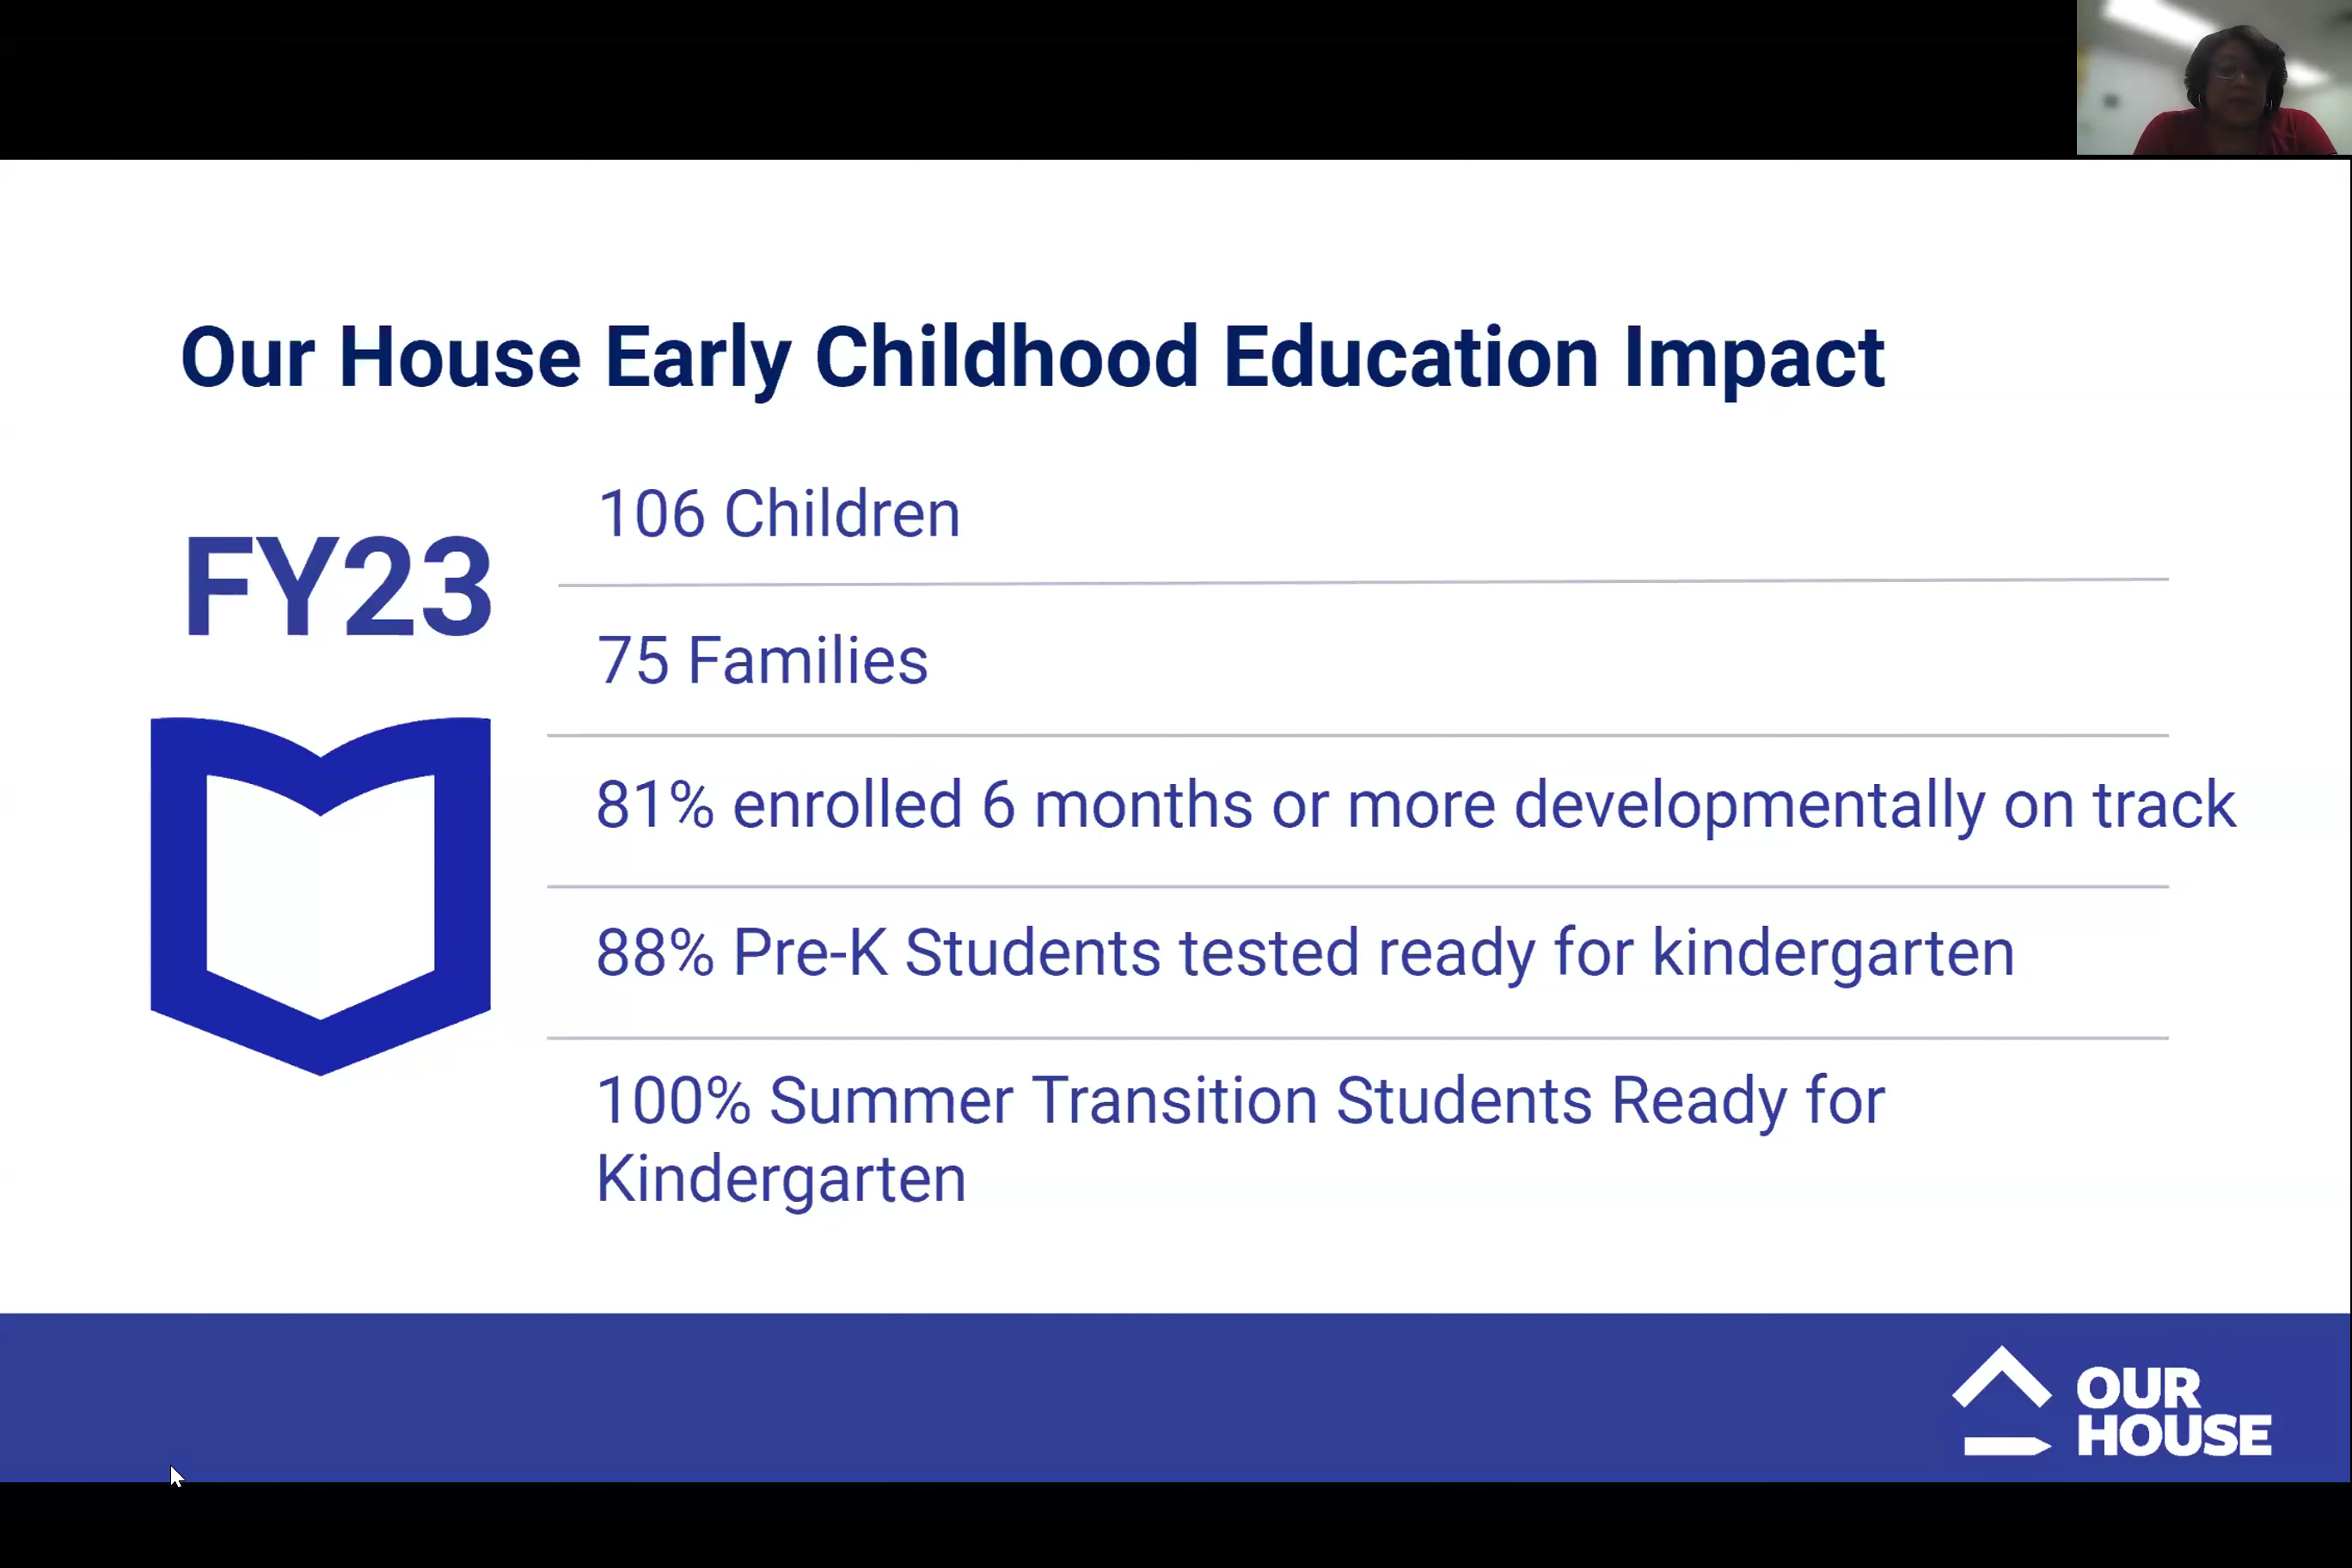 Our House Early Childhood Education Impact
FY23
106 Children
75 Families
81% enrolled 6 months or more developmentally on track
88% Pre-K Students tested ready for kindergarten
100% Summer Transition Students Ready for
Kindergarten
OUR
HOUSE